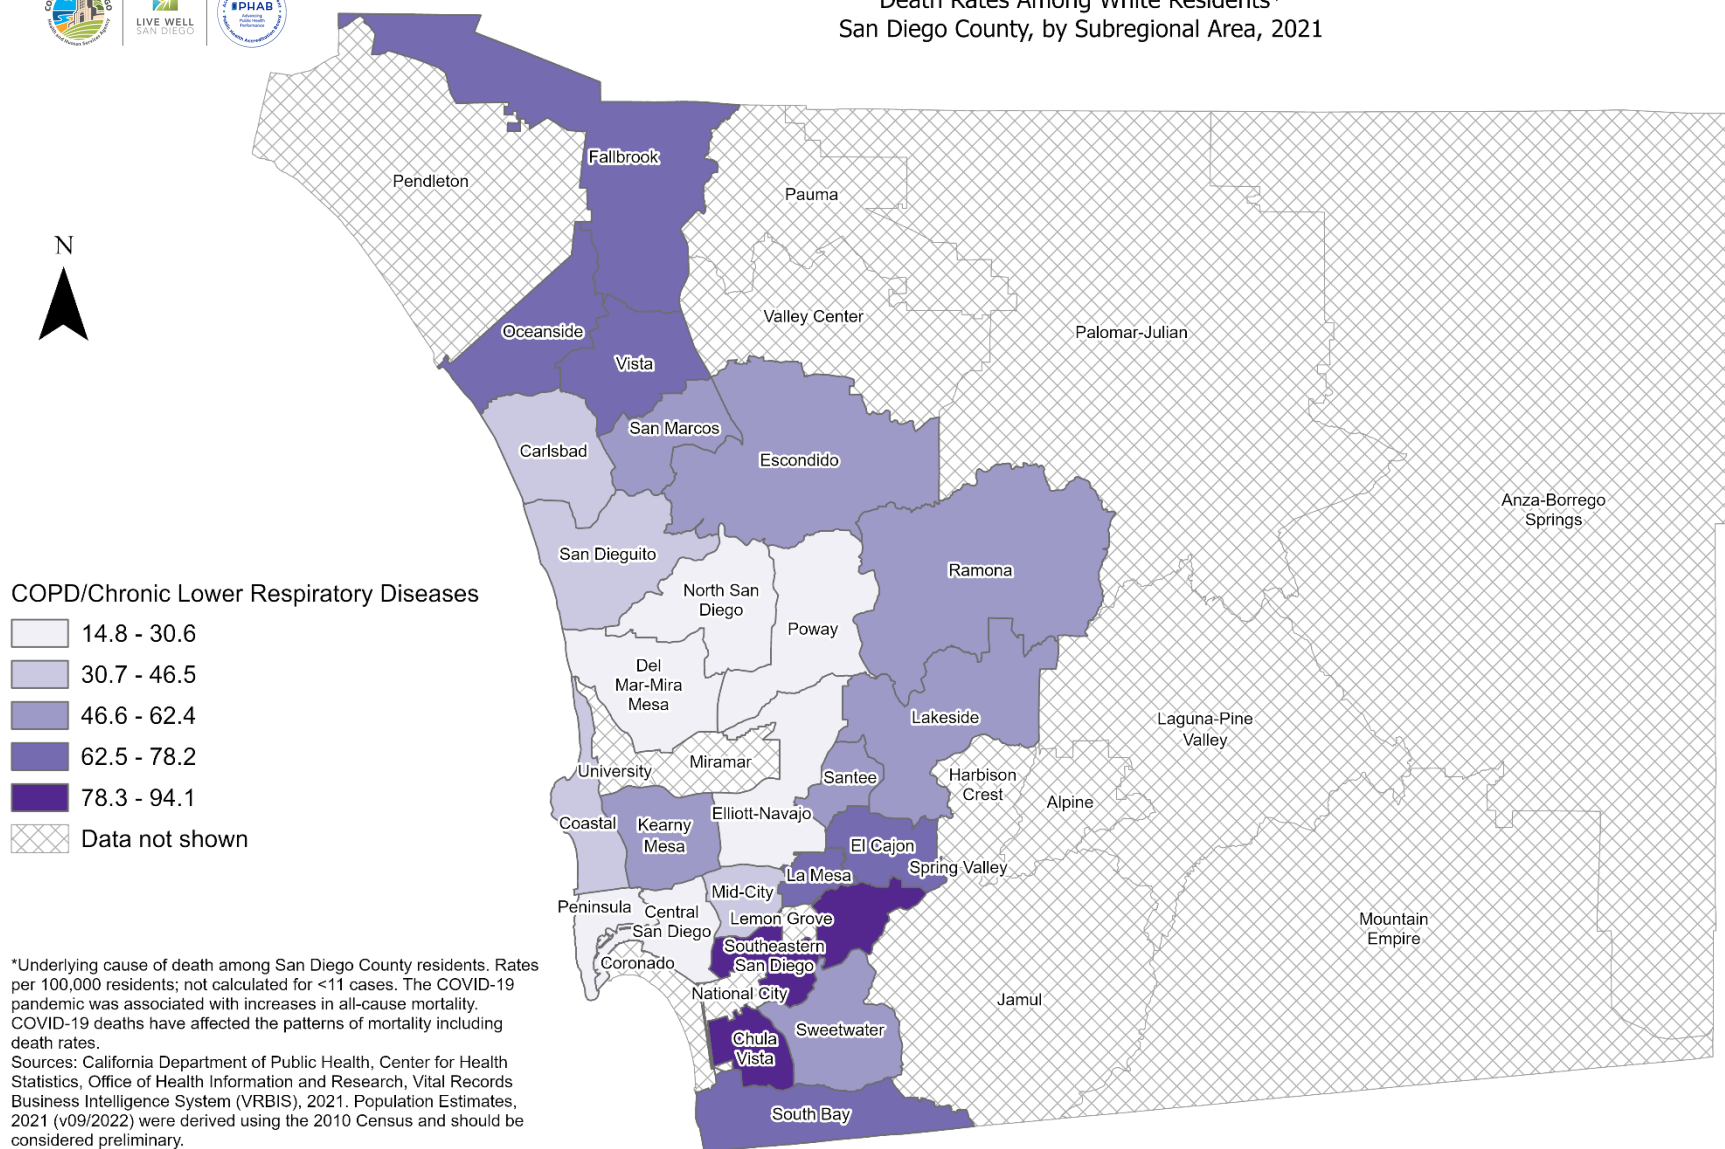 LIVE WELL
SAN DIEGO
PHAB
Advancing
Public Health
Performance
Death Rates Among White Residents*
San Diego County, by Subregional Area, 2021
Fallbrook
Pendleton
Pauma
N
Valley Center
Oceanside
Palomar-Julian
Vista
San Marcos
Carlsbad
Escondido
Anza-Borrego
Springs
San Dieguito
Ramona
North San
Diego
Poway
Del
Mar-Mira
Mesa
Lakeside
Laguna-Pine
Valley
Miramar
University
Santee
Harbison
Crest
Alpine
Elliott-Navajo
Coastal
Kearny
Mesa
El Cajon
Spring Valley
La Mesa
Mid-City
Peninsula
Central
San Diego
Lemon Grove
Mountain
Empire
Southeastern
San Diego
Coronado
National City
Jamul
Sweetwater
Chula
Vista
South Bay
COPD/Chronic Lower Respiratory Diseases
14.8 - 30.6
30.7 - 46.5
46.6 - 62.4
62.5 - 78.2
78.3 - 94.1
Data not shown
*Underlying cause of death among San Diego County residents. Rates
per 100,000 residents; not calculated for <11 cases. The COVID-19
pandemic was associated with increases in all-cause mortality.
COVID-19 deaths have affected the patterns of mortality including
death rates.
Sources: California Department of Public Health, Center for Health
Statistics, Office of Health Information and Research, Vital Records
Business Intelligence System (VRBIS), 2021. Population Estimates,
2021 (v09/2022) were derived using the 2010 Census and should be
considered preliminary.